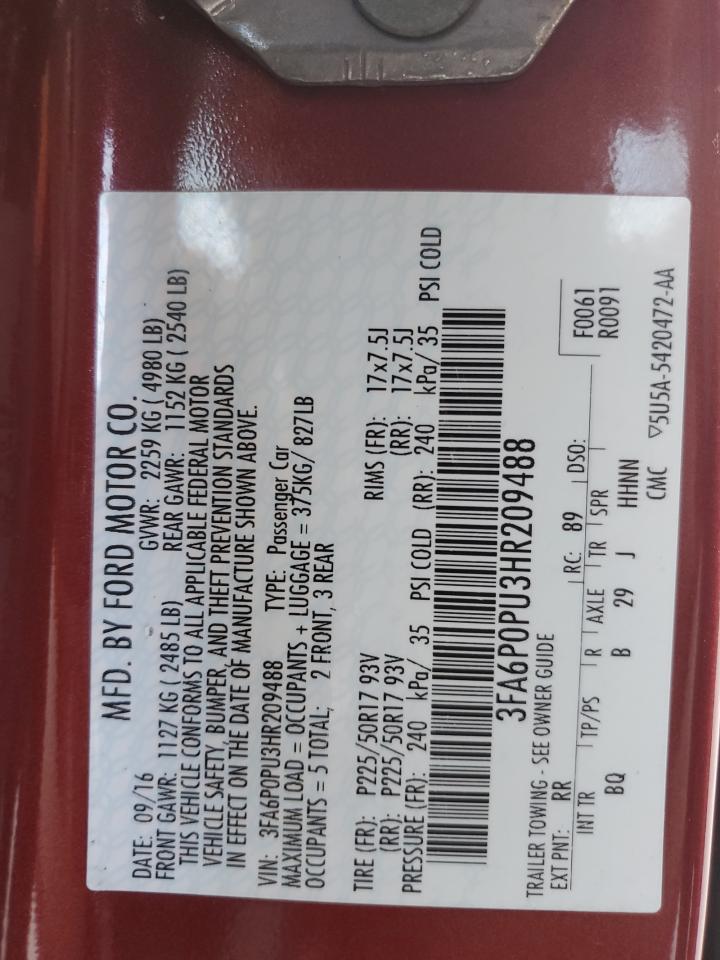 MFD. BY FORD MOTOR CO.
DATE: 09/16 GVWR: 2259 KG ( 4980 LB)
FRONT GAWR: 1127 KG ( 2485 LB) REAR GAWR: 1152 KG ( 2540 LB)
THIS VEHICLE CONFORMS TO ALL APPLICABLE FEDERAL MOTOR
VEHICLE SAFETY, BUMPER, AND THEFT PREVENTION STANDARDS
IN EFFECT ON THE DATE OF MANUFACTURE SHOWN ABOVE.
VIN: 3FA6P0PU3HR209488 TYPE: Passenger Car
MAXIMUM LOAD = OCCUPANTS + LUGGAGE = 375KG/ 827LB
OCCUPANTS = 5 TOTAL; 2 FRONT, 3 REAR
TIRE (FR): P225/50R17 93V RIMS (FR): 17x7.5J
(RR): P225/50R17 93V (RR): 17x7.5J
PRESSURE (FR): 240 kPa/ 35 PSI COLD (RR): 240 kPa/ 35 PSI COLD
3FA6P0PU3HR209488
TRAILER TOWING - SEE OWNER GUIDE
EXT PNT: RR RC: 89 DSO: F0061
R0091
INT TR TP/PS R AXLE TR SPR
BQ B 29 J HHNN
CMC ▽5U5A-5420472-AA